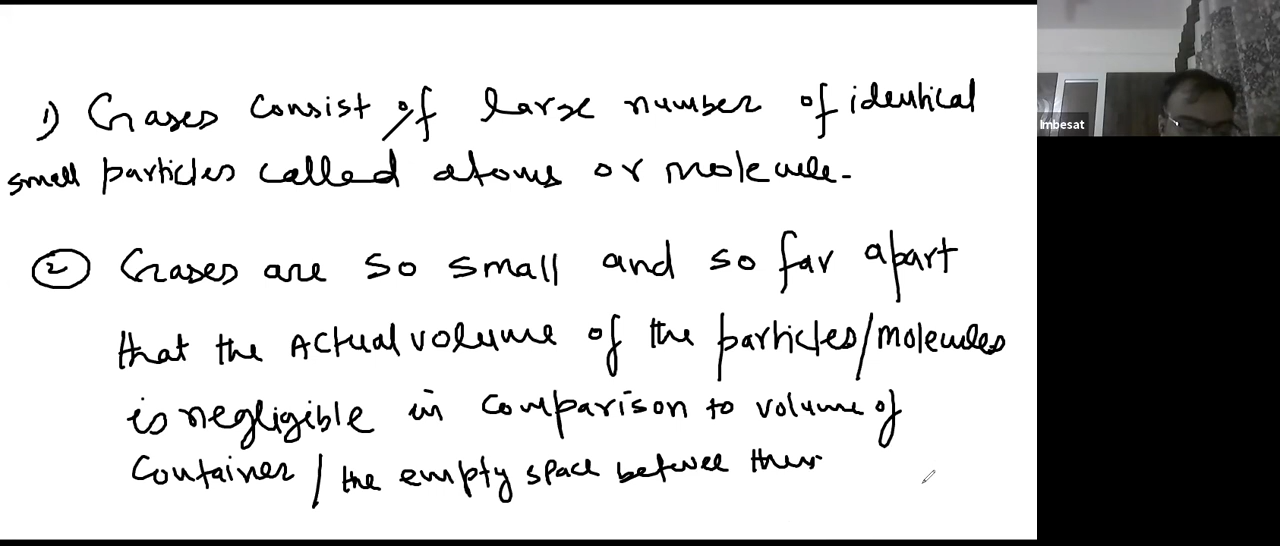 1) Gases consist of large number of identical
small particles called atoms or molecule.
② Gases are so small and so far apart
that the Actual volume of the particles/molecules
is negligible in comparison to volume of
Container / the empty space betwee them
Imbesat